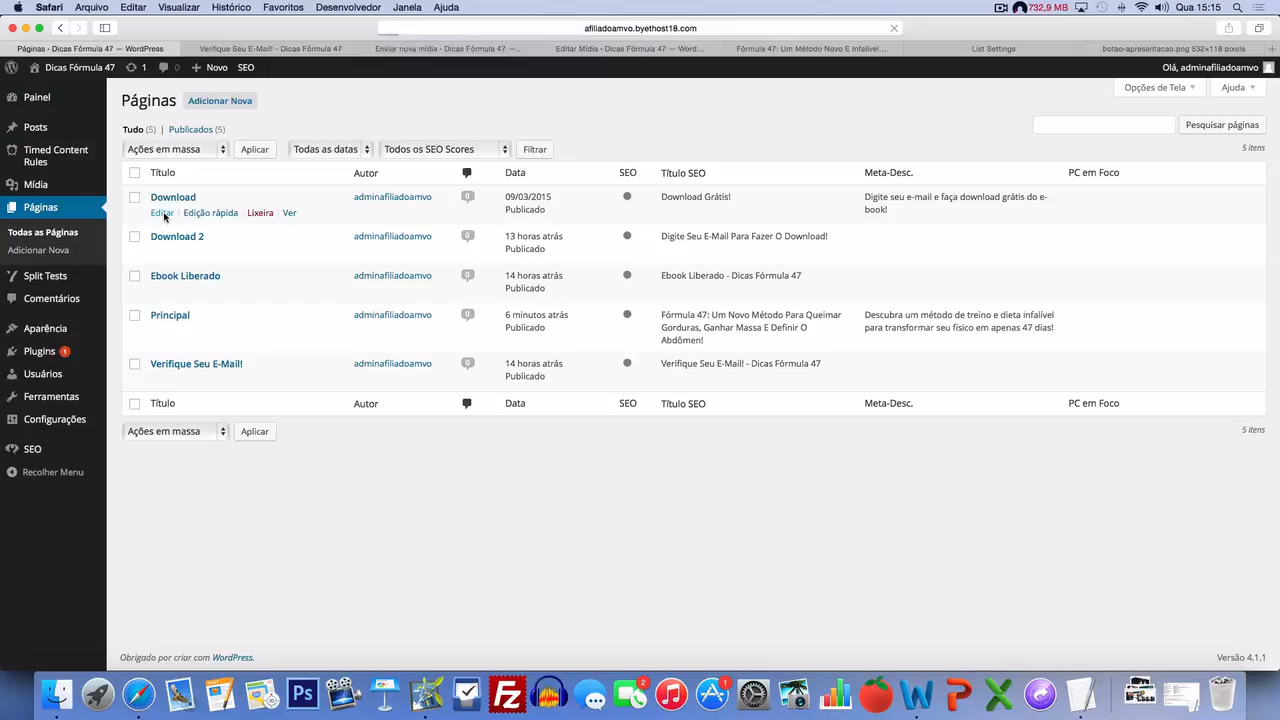 Safari Arquivo Editar Visualizar Histórico Favoritos Desenvolvedor Janela Ajuda 732,9 MB Qua 15:15
afiliadoamvo.byethost18.com
Páginas ‹ Dicas Fórmula 47 — WordPress Verifique Seu E-Mail! - Dicas Fórmula 47 Enviar nova mídia ‹ Dicas Fórmula 47 —... Editar Mídia ‹ Dicas Fórmula 47 — Word... Fórmula 47: Um Método Novo E Infalível... List Settings botao-apresentacao.png 532×118 pixels
Dicas Fórmula 47 1 0 Novo SEO Olá, adminafiliadoamvo
Opções de Tela Ajuda
Páginas Adicionar Nova
Tudo (5) | Publicados (5)
Pesquisar páginas
Ações em massa Aplicar Todas as datas Todos os SEO Scores Filtrar 5 itens
Título Autor Data SEO Título SEO Meta-Desc. PC em Foco
Download adminafiliadoamvo 0 09/03/2015 Download Grátis! Digite seu e-mail e faça download grátis do e-
Publicado book!
Editar | Edição rápida | Lixeira | Ver
Download 2 adminafiliadoamvo 0 13 horas atrás Digite Seu E-Mail Para Fazer O Download!
Publicado
Ebook Liberado adminafiliadoamvo 0 14 horas atrás Ebook Liberado - Dicas Fórmula 47
Publicado
Principal adminafiliadoamvo 0 6 minutos atrás Fórmula 47: Um Novo Método Para Queimar Descubra um método de treino e dieta infalível
Publicado Gorduras, Ganhar Massa E Definir O para transformar seu físico em apenas 47 dias!
Abdômen!
Verifique Seu E-Mail! adminafiliadoamvo 0 14 horas atrás Verifique Seu E-Mail! - Dicas Fórmula 47
Publicado
Título Autor Data SEO Título SEO Meta-Desc. PC em Foco
Ações em massa Aplicar 5 itens
Painel
Posts
Timed Content
Rules
Mídia
Páginas
Todas as Páginas
Adicionar Nova
Split Tests
Comentários
Aparência
Plugins 1
Usuários
Ferramentas
Configurações
SEO
Recolher Menu
Obrigado por criar com WordPress. Versão 4.1.1
Ps Fz 2 1